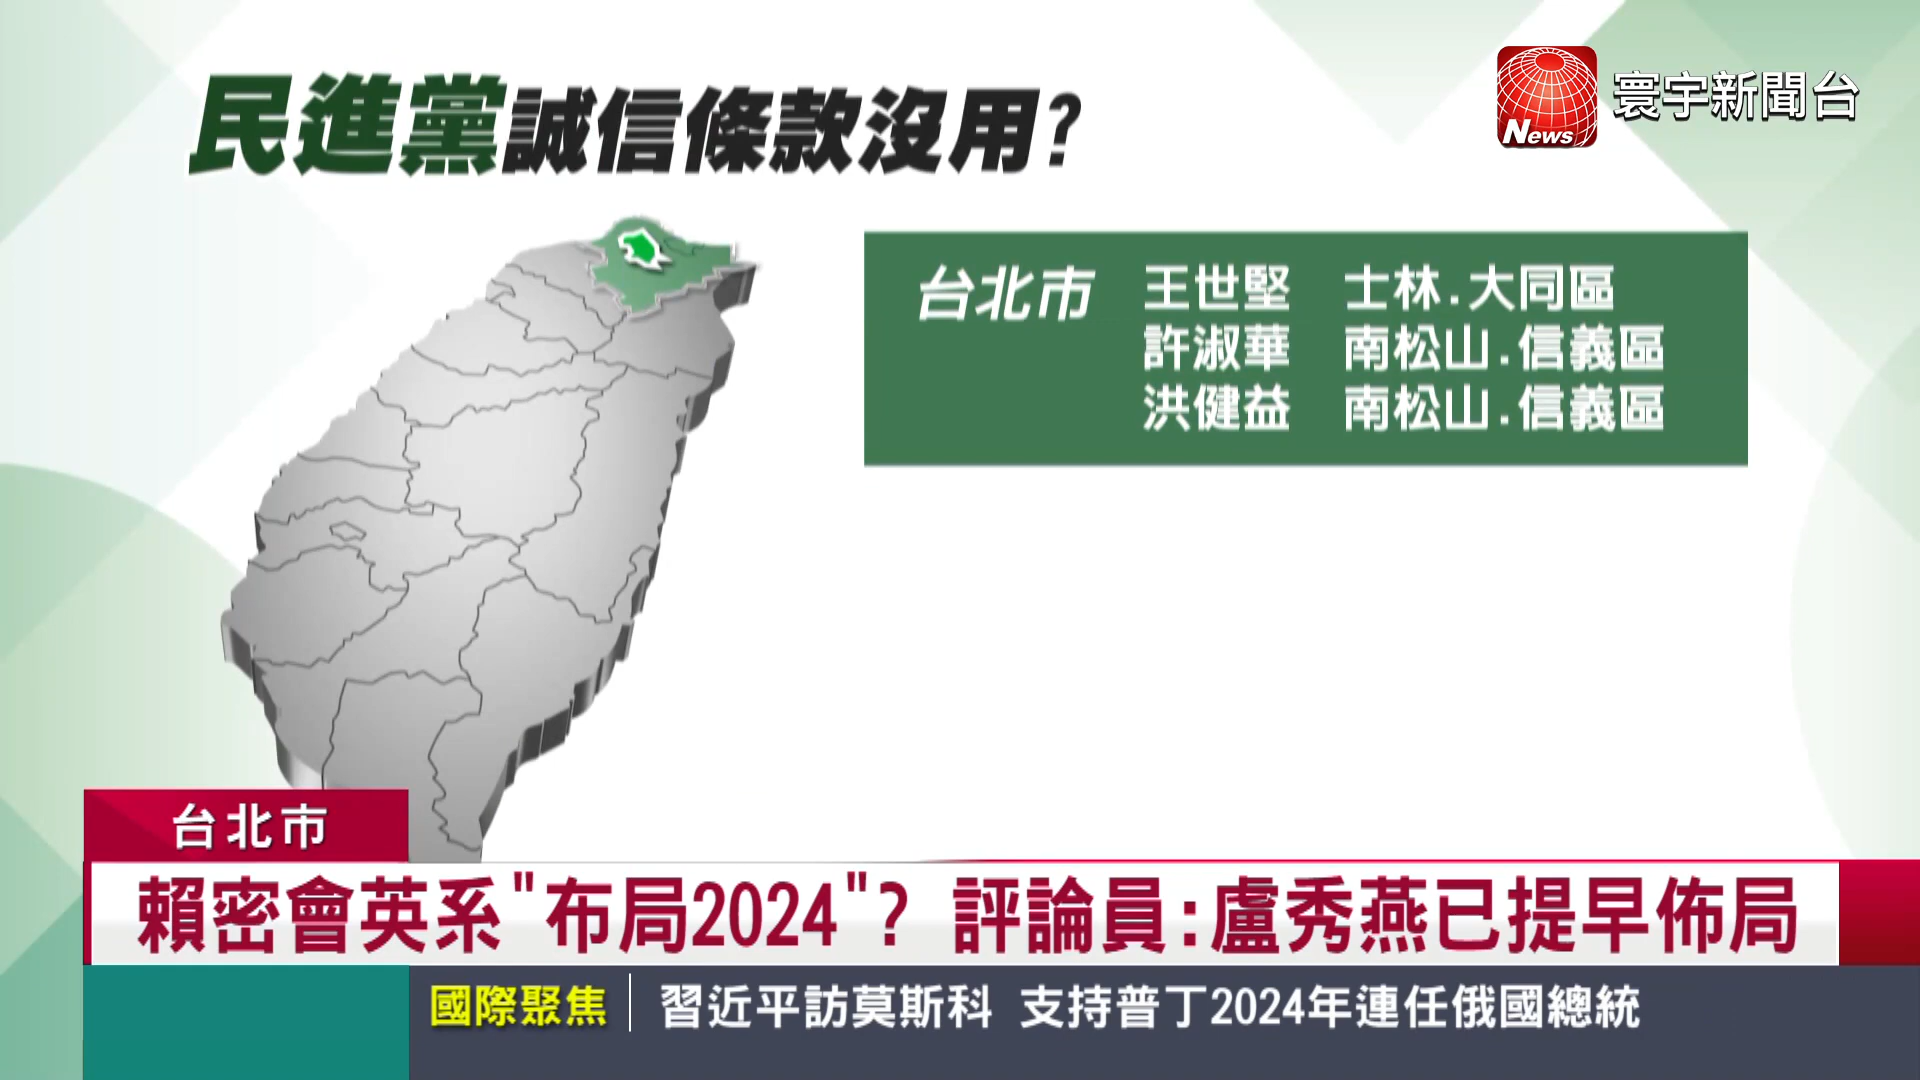 民進黨誠信條款沒用?
News 寰宇新聞台
台北市 王世堅 士林.大同區
許淑華 南松山.信義區
洪健益 南松山.信義區
台北市
賴密會英系"布局2024"? 評論員:盧秀燕已提早佈局
國際聚焦 習近平訪莫斯科 支持普丁2024年連任俄國總統